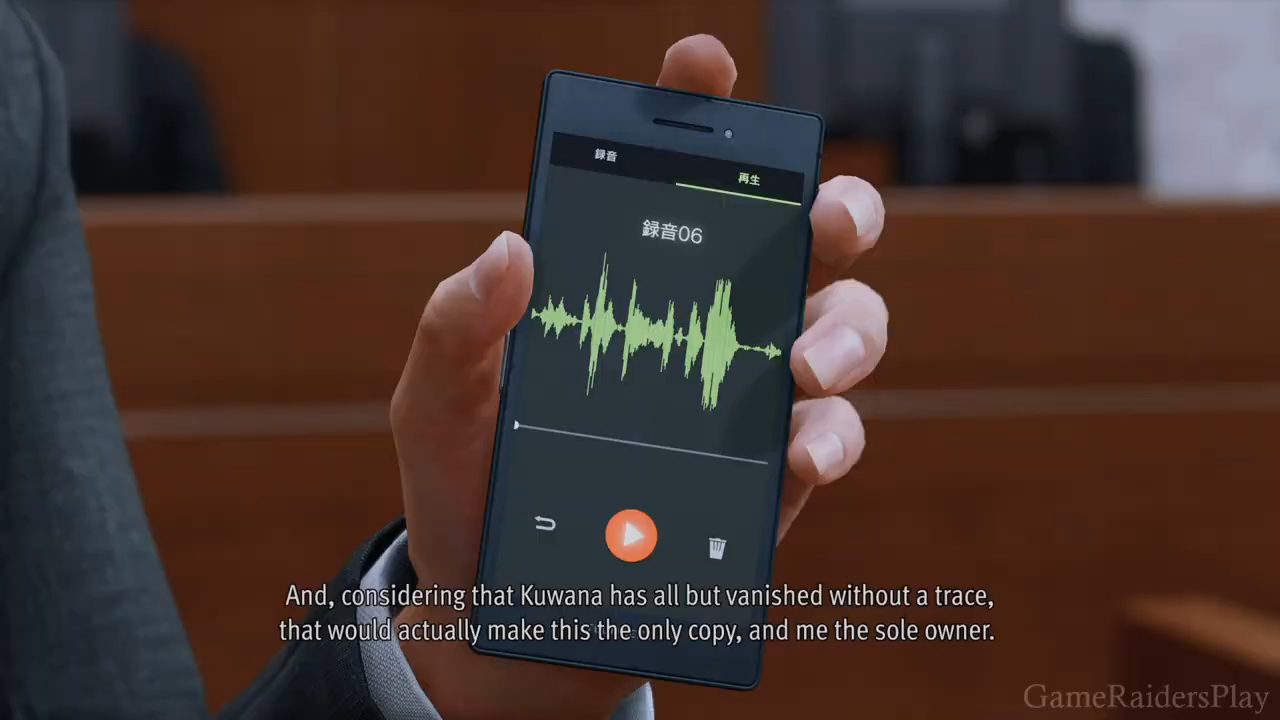 録音
再生
録音06
And, considering that Kuwana has all but vanished without a trace,
that would actually make this the only copy, and me the sole owner.
GameRaidersPlay